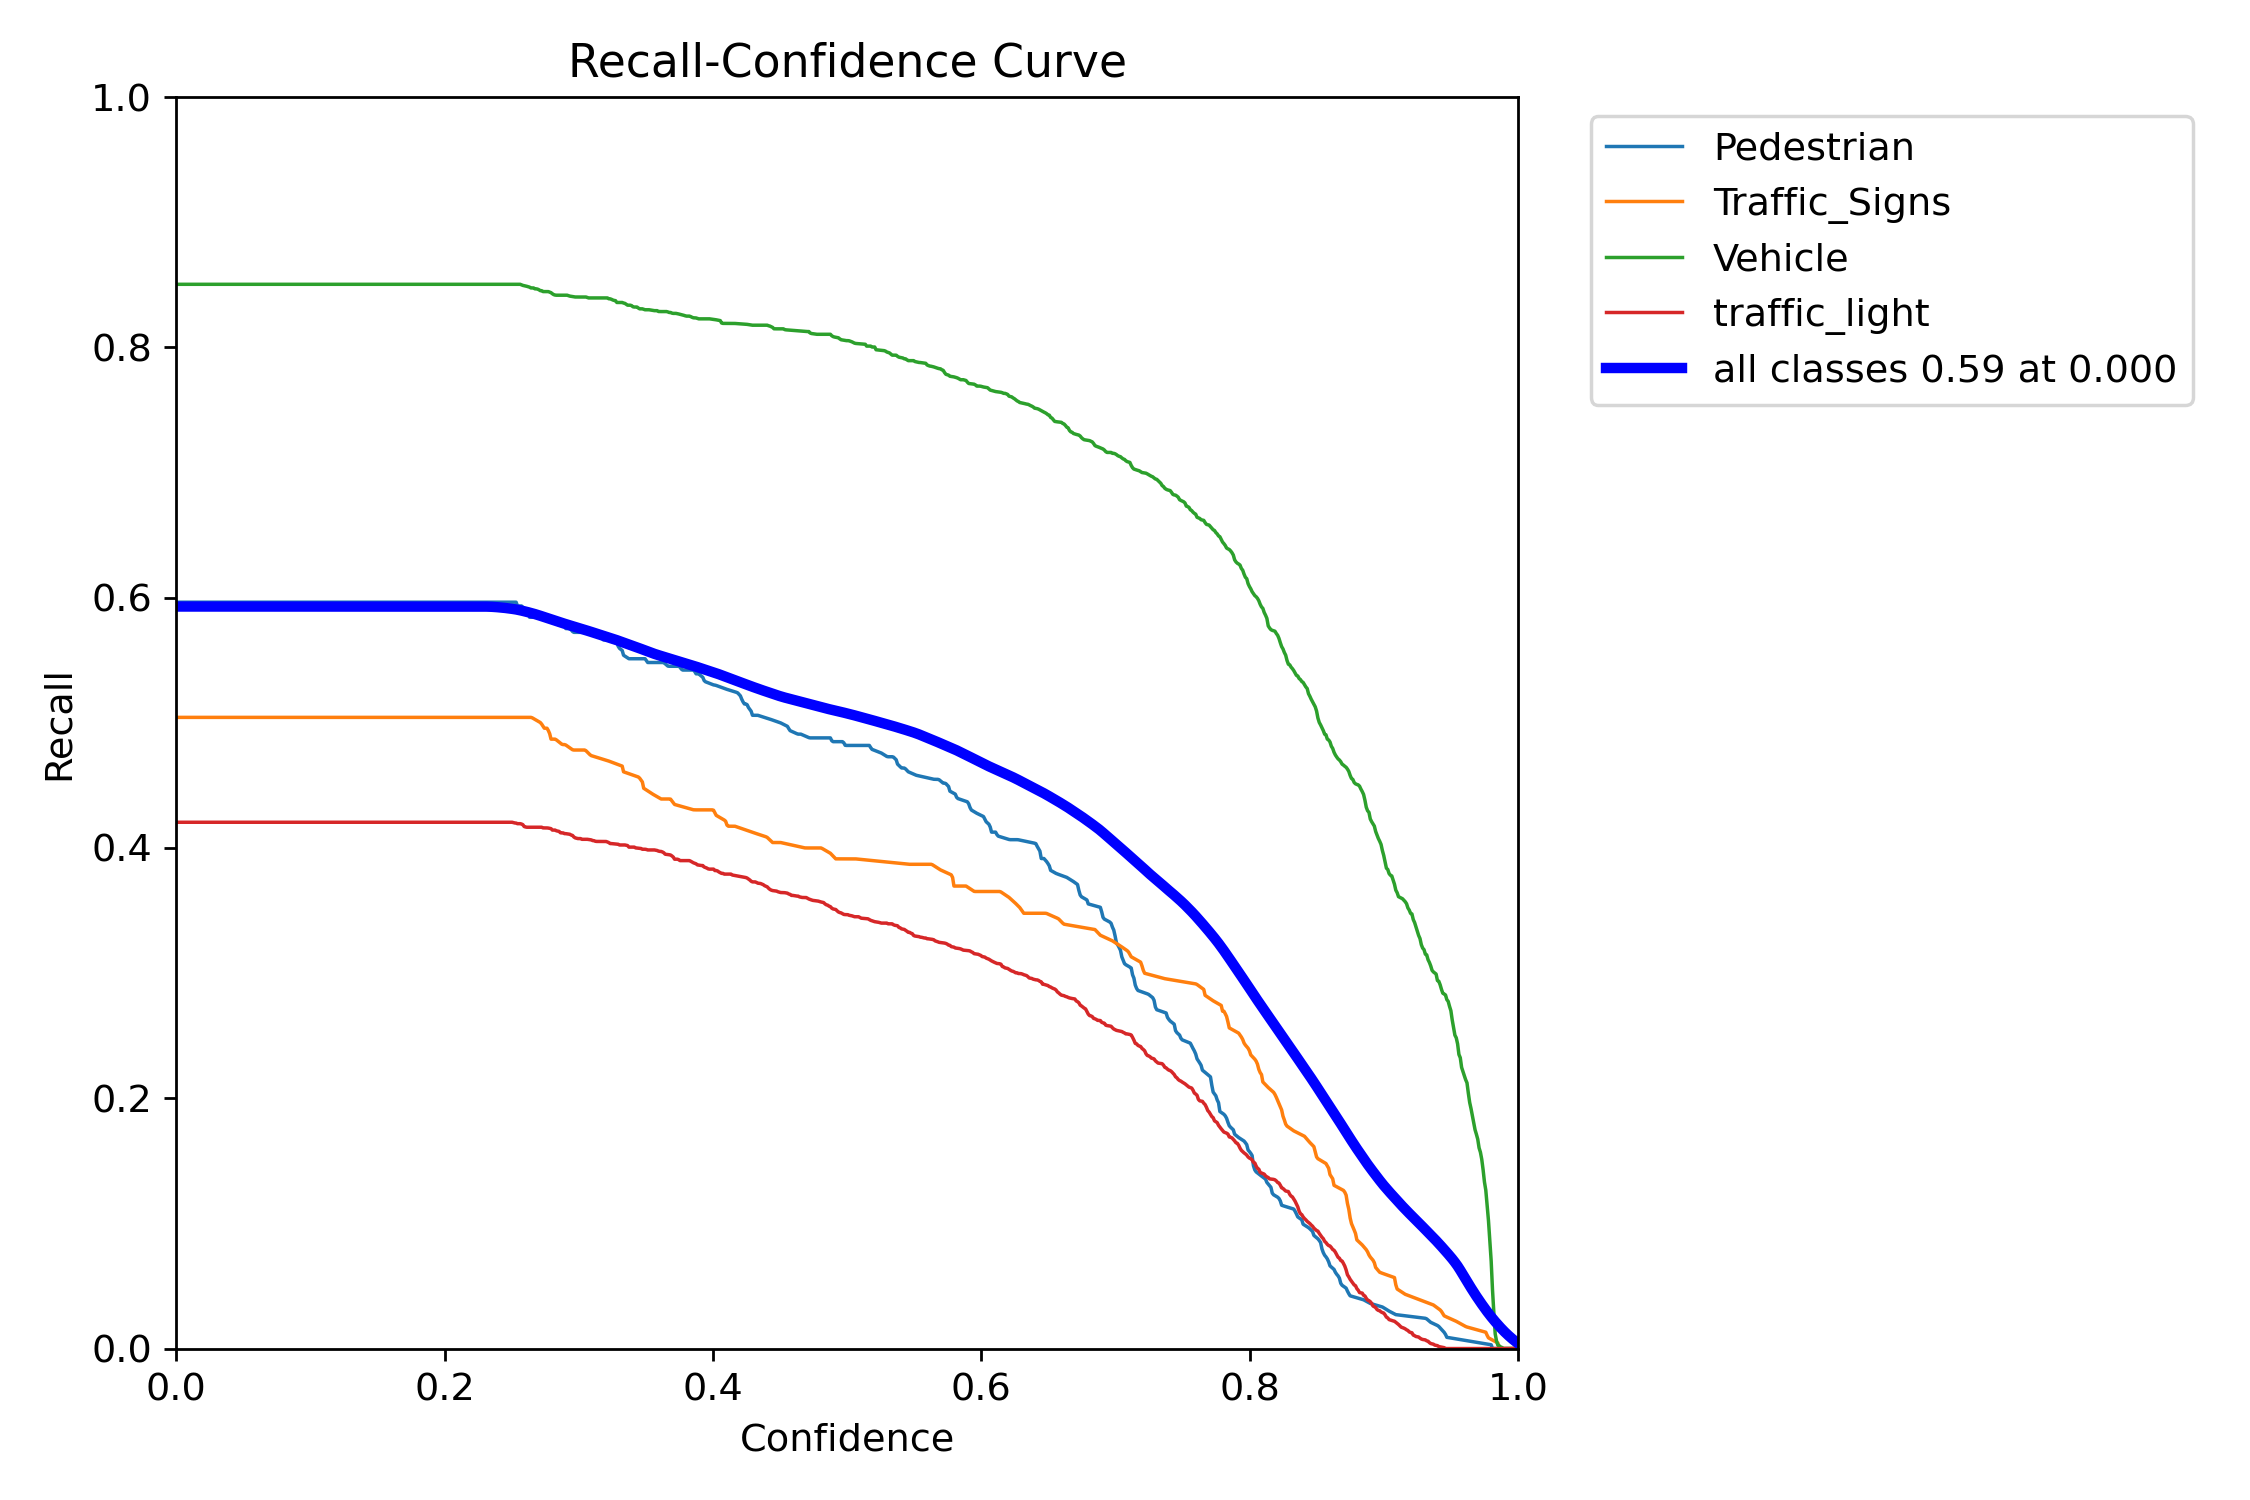 Recall-Confidence Curve
1.0
0.8
0.6
0.4
0.2
0.0
Recall
0.0 0.2 0.4 0.6 0.8 1.0
Confidence
Pedestrian
Traffic_Signs
Vehicle
traffic_light
all classes 0.59 at 0.000